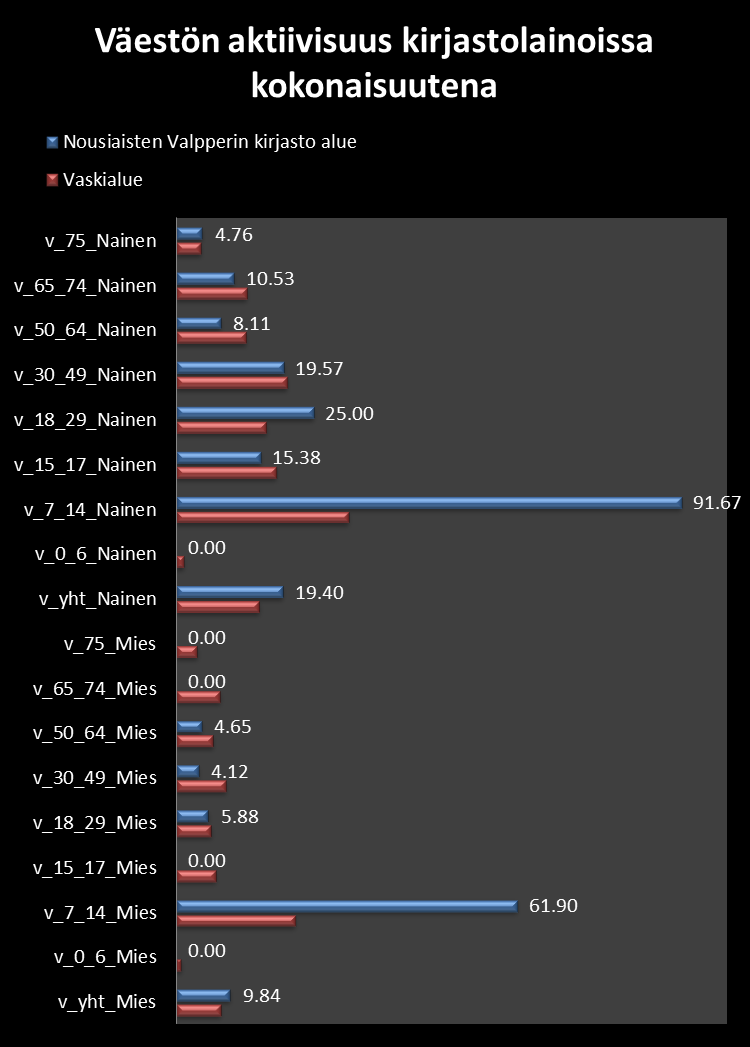 Väestön aktiivisuus kirjastolainoissa
kokonaisuutena
Nousiaisten Valpperin kirjasto alue
Vaskialue
v_75_Nainen 4.76
v_65_74_Nainen 10.53
v_50_64_Nainen 8.11
v_30_49_Nainen 19.57
v_18_29_Nainen 25.00
v_15_17_Nainen 15.38
v_7_14_Nainen 91.67
v_0_6_Nainen 0.00
v_yht_Nainen 19.40
v_75_Mies 0.00
v_65_74_Mies 0.00
v_50_64_Mies 4.65
v_30_49_Mies 4.12
v_18_29_Mies 5.88
v_15_17_Mies 0.00
v_7_14_Mies 61.90
v_0_6_Mies 0.00
v_yht_Mies 9.84